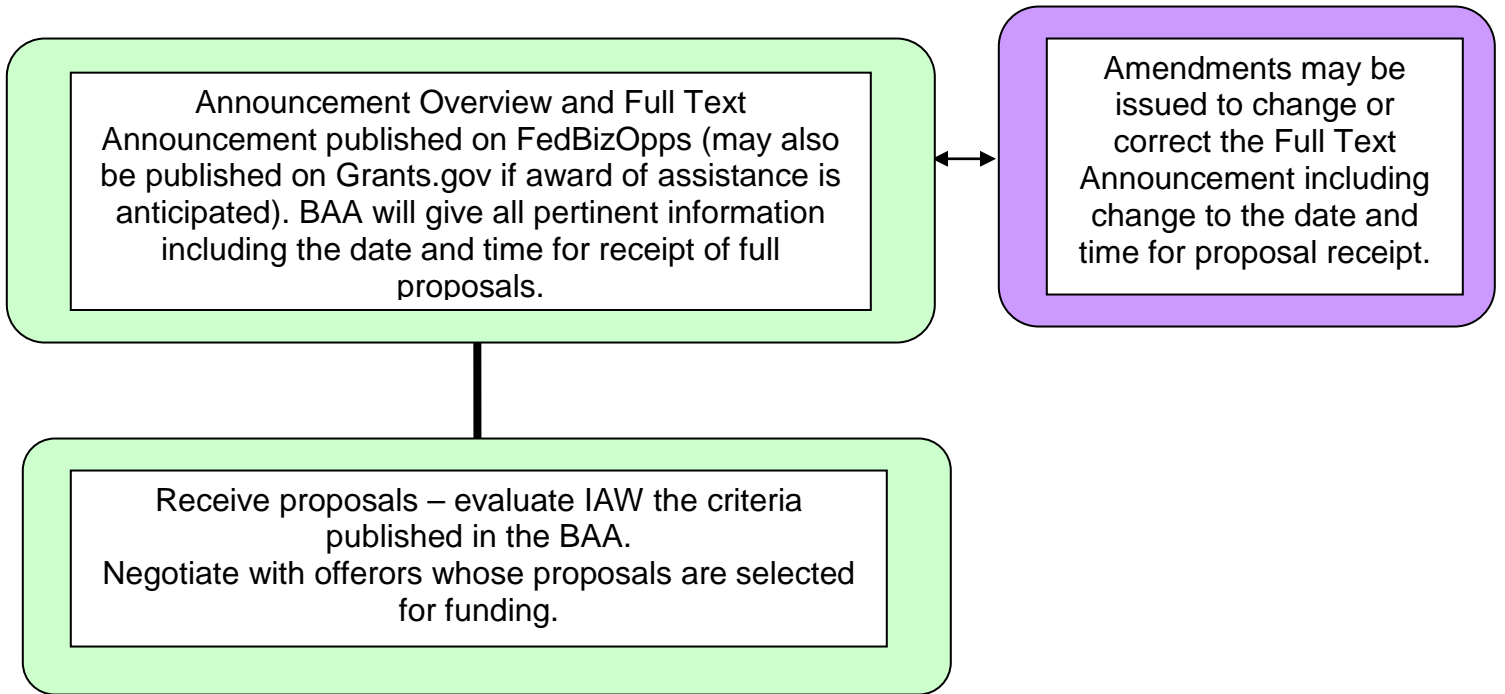 Announcement Overview and Full Text
Announcement published on FedBizOpps (may also
be published on Grants.gov if award of assistance is
anticipated). BAA will give all pertinent information
including the date and time for receipt of full
proposals.
Amendments may be
issued to change or
correct the Full Text
Announcement including
change to the date and
time for proposal receipt.
Receive proposals – evaluate IAW the criteria
published in the BAA.
Negotiate with offerors whose proposals are selected
for funding.